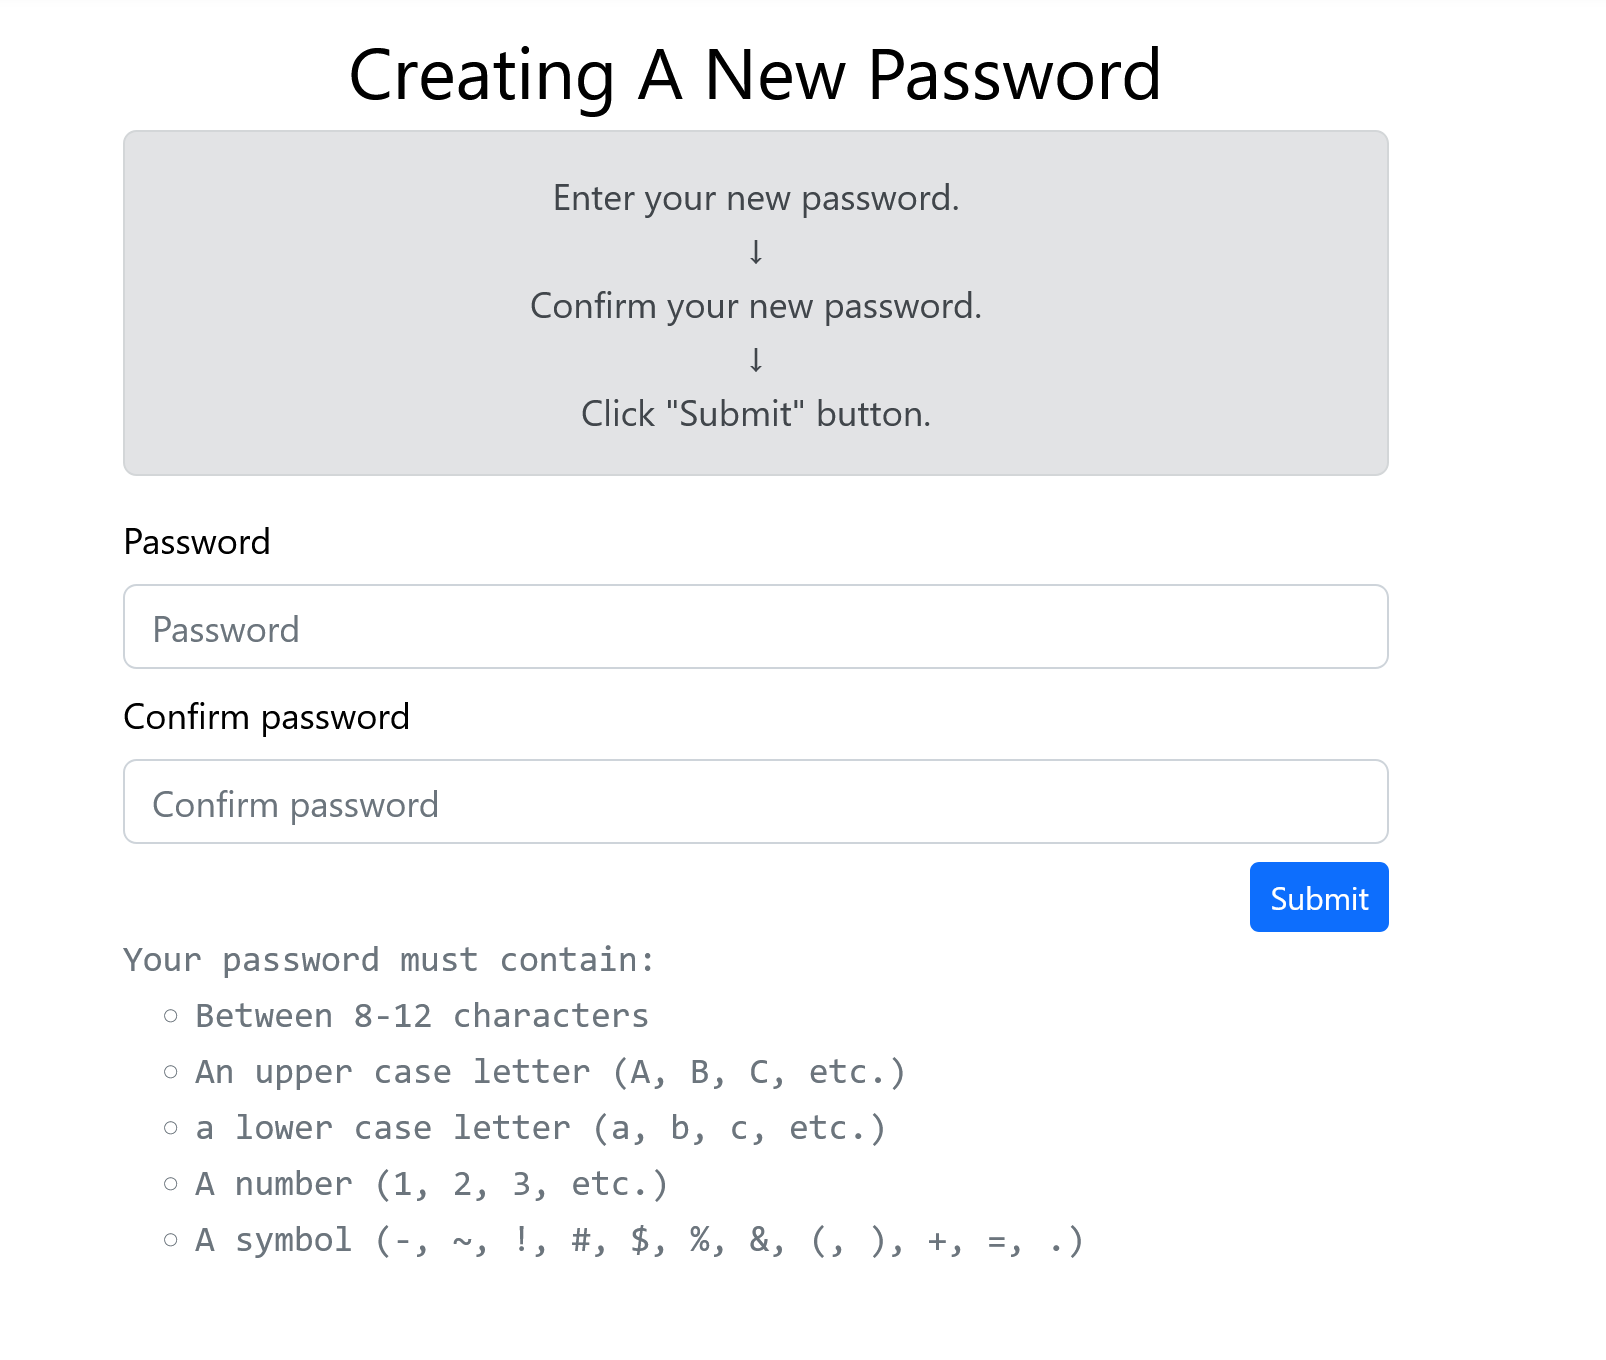 Creating A New Password
Enter your new password.
↓
Confirm your new password.
↓
Click "Submit" button.
Password
Password
Confirm password
Confirm password
Submit
Your password must contain:
Between 8-12 characters
An upper case letter (A, B, C, etc.)
a lower case letter (a, b, c, etc.)
A number (1, 2, 3, etc.)
A symbol (-, ~, !, #, $, %, &, (, ), +, =, .)